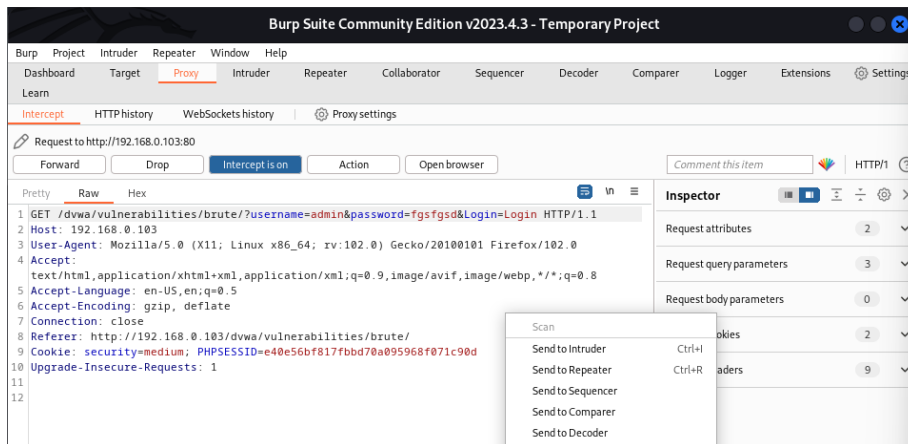 Burp Suite Community Edition v2023.4.3 - Temporary Project
Burp Project Intruder Repeater Window Help
Dashboard Target Proxy Intruder Repeater Collaborator Sequencer Decoder Comparer Logger Extensions Settings
Learn
Intercept HTTP history WebSockets history Proxy settings
Request to http://192.168.0.103:80
Forward Drop Intercept is on Action Open browser Comment this item HTTP/1
Pretty Raw Hex \n Inspector
1 GET /dvwa/vulnerabilities/brute/?username=admin&password=fgsfgsd&Login=Login HTTP/1.1
2 Host: 192.168.0.103
3 User-Agent: Mozilla/5.0 (X11; Linux x86_64; rv:102.0) Gecko/20100101 Firefox/102.0
4 Accept:
text/html,application/xhtml+xml,application/xml;q=0.9,image/avif,image/webp,*/*;q=0.8
5 Accept-Language: en-US,en;q=0.5
6 Accept-Encoding: gzip, deflate
7 Connection: close
8 Referer: http://192.168.0.103/dvwa/vulnerabilities/brute/
9 Cookie: security=medium; PHPSESSID=e40e56bf817fbbd70a095968f071c90d
10 Upgrade-Insecure-Requests: 1
11
12
Request attributes 2
Request query parameters 3
Request body parameters 0
okies 2
aders 9
Scan
Send to Intruder Ctrl+I
Send to Repeater Ctrl+R
Send to Sequencer
Send to Comparer
Send to Decoder